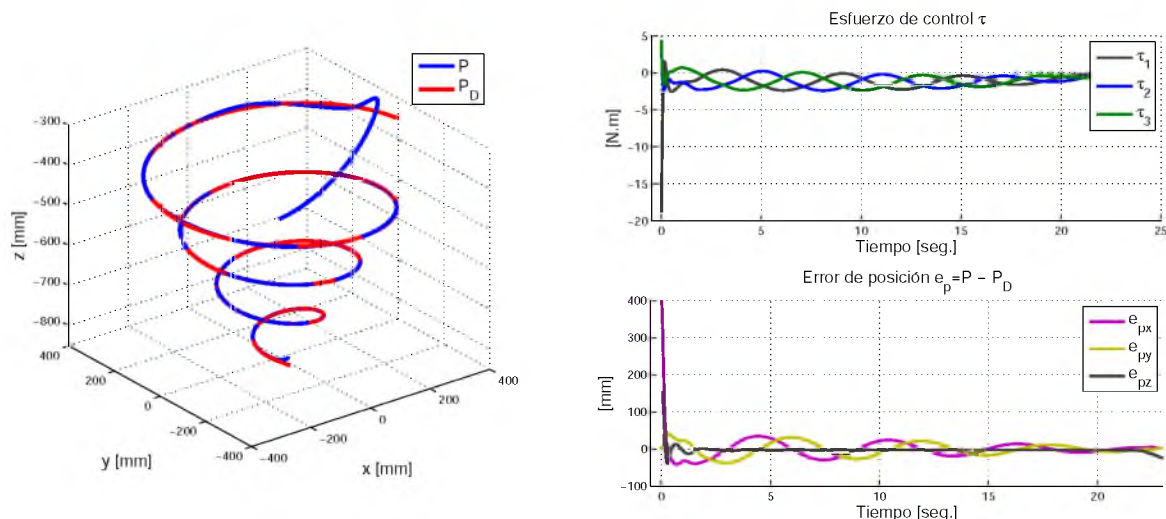 P
P_D
−300
−400
−500
−600
−700
−800
z [mm]
400
200
0
−200
−400
y [mm]
−400
−200
0
200
400
x [mm]
Esfuerzo de control τ
5
0
−5
−10
−15
−20
[N.m]
τ_1
τ_2
τ_3
0 5 10 15 20 25
Tiempo [seg.]
Error de posición e_p=P − P_D
400
300
200
100
0
−100
[mm]
e_px
e_py
e_pz
0 5 10 15 20
Tiempo [seg.]